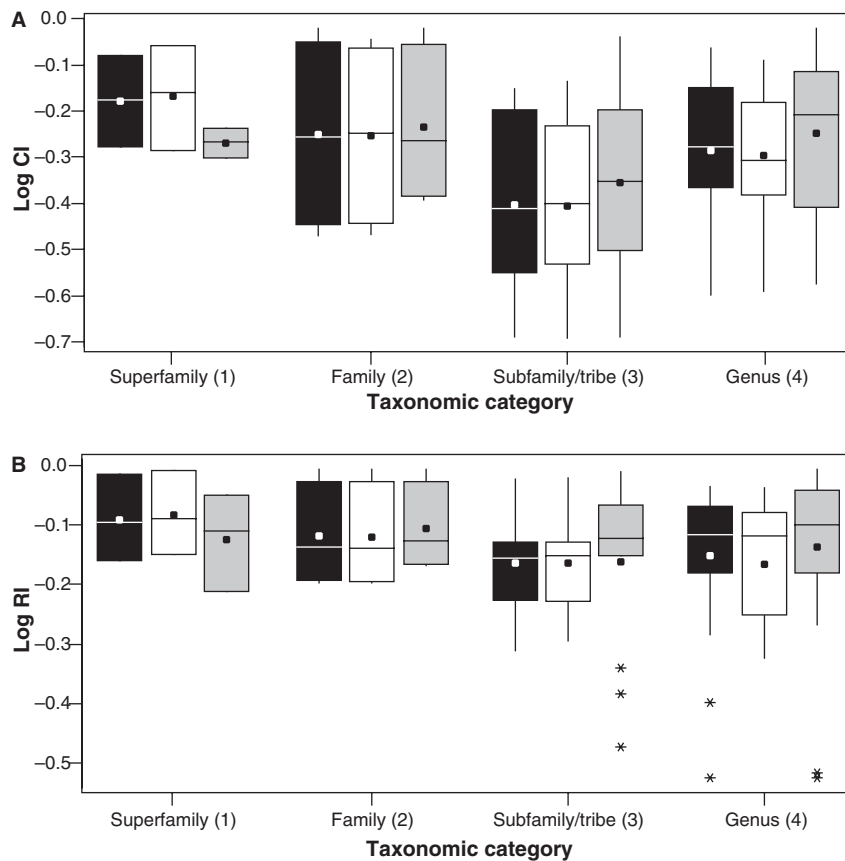 A
0.0
–0.1
–0.2
–0.3
–0.4
–0.5
–0.6
–0.7
Log CI
Superfamily (1) Family (2) Subfamily/tribe (3) Genus (4)
Taxonomic category
B
0.0
–0.1
–0.2
–0.3
–0.4
–0.5
Log RI
Superfamily (1) Family (2) Subfamily/tribe (3) Genus (4)
Taxonomic category